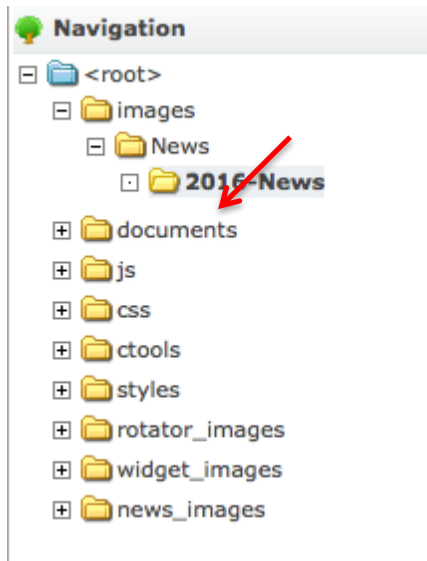 Navigation
<root>
images
News
2016-News
documents
js
css
ctools
styles
rotator_images
widget_images
news_images